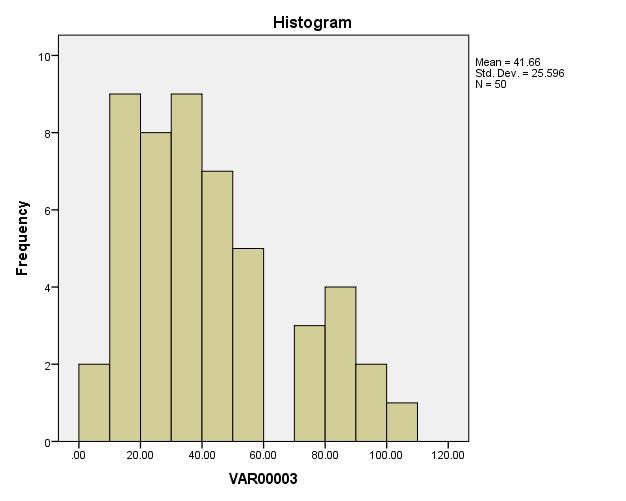 Histogram
Mean = 41.66
Std. Dev. = 25.596
N = 50
10
8
6
4
2
0
Frequency
.00 20.00 40.00 60.00 80.00 100.00 120.00
VAR00003